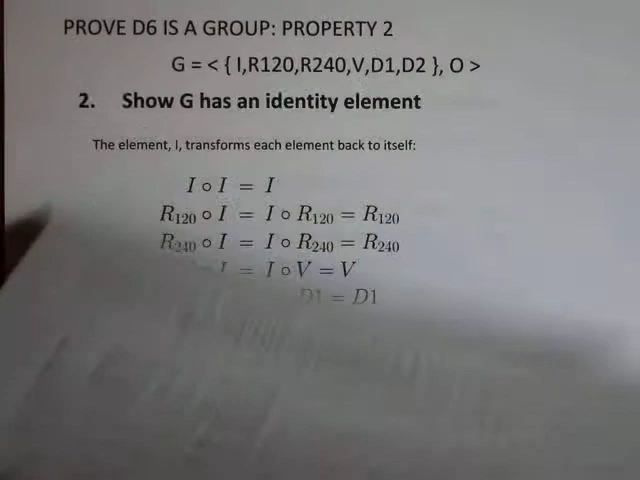 PROVE D6 IS A GROUP: PROPERTY 2
G = < { I,R120,R240,V,D1,D2 }, O >
2. Show G has an identity element
The element, I, transforms each element back to itself:
I ∘ I = I
R₁₂₀ ∘ I = I ∘ R₁₂₀ = R₁₂₀
R₂₄₀ ∘ I = I ∘ R₂₄₀ = R₂₄₀
I = I ∘ V = V
D1 = D1